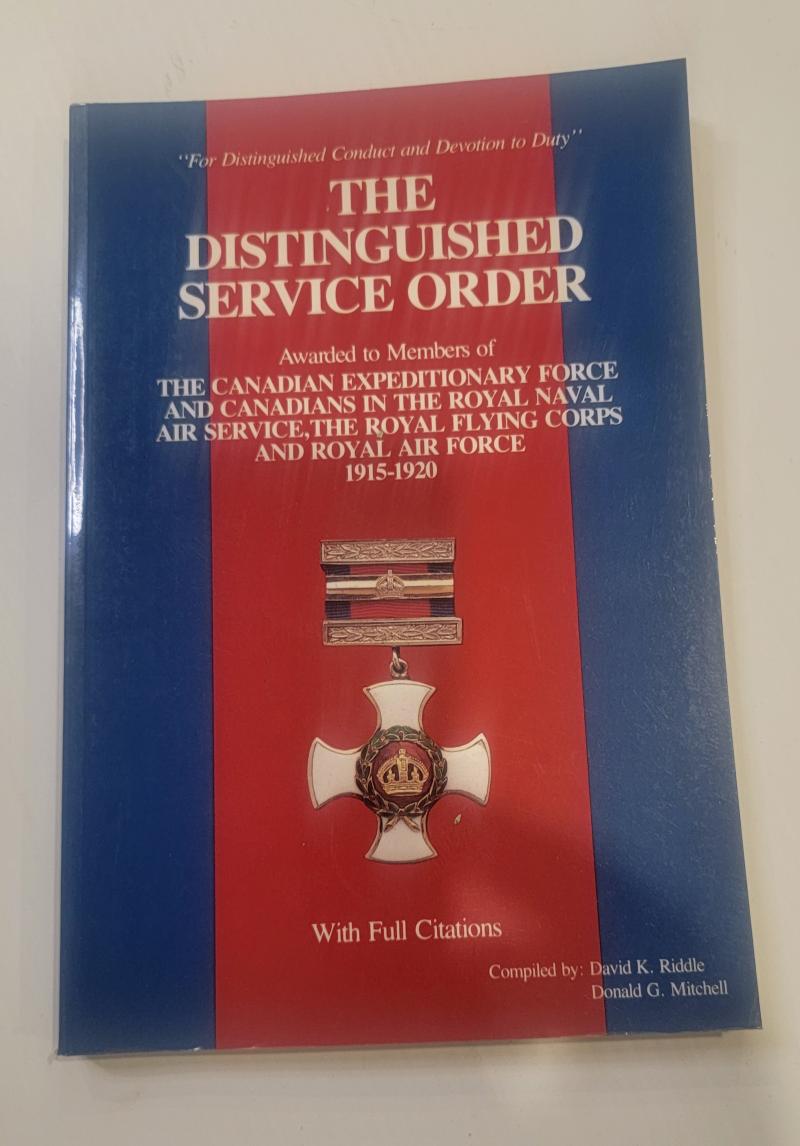 "For Distinguished Conduct and Devotion to Duty"
THE
DISTINGUISHED
SERVICE ORDER
Awarded to Members of
THE CANADIAN EXPEDITIONARY FORCE
AND CANADIANS IN THE ROYAL NAVAL
AIR SERVICE, THE ROYAL FLYING CORPS
AND ROYAL AIR FORCE
1915-1920
With Full Citations
Compiled by: David K. Riddle
Donald G. Mitchell